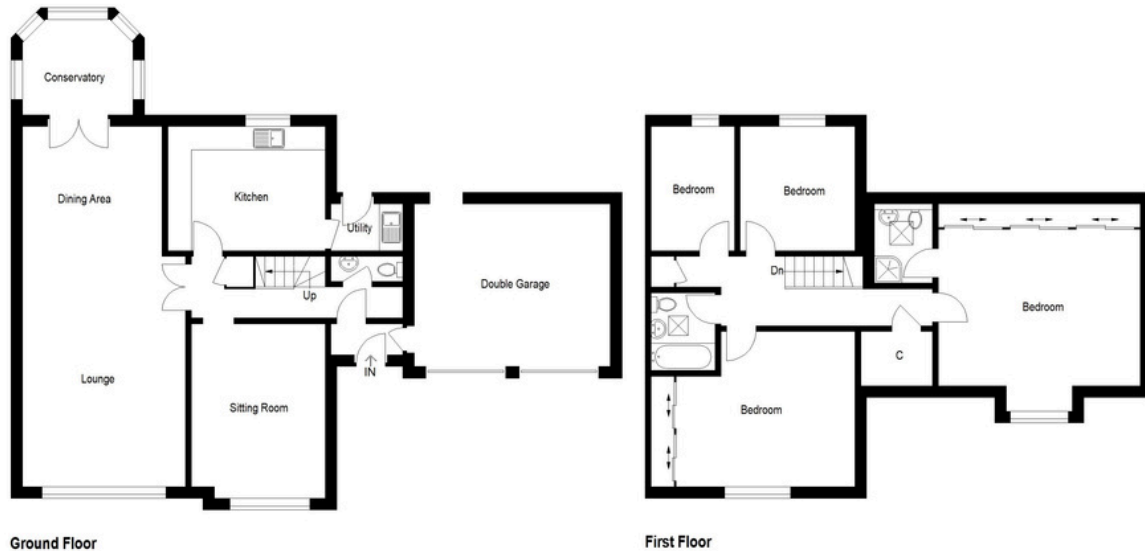 Conservatory
Dining Area
Kitchen
Utility
Up
Double Garage
Lounge
Sitting Room
IN
Ground Floor
Bedroom
Bedroom
Dn
Bedroom
C
Bedroom
First Floor